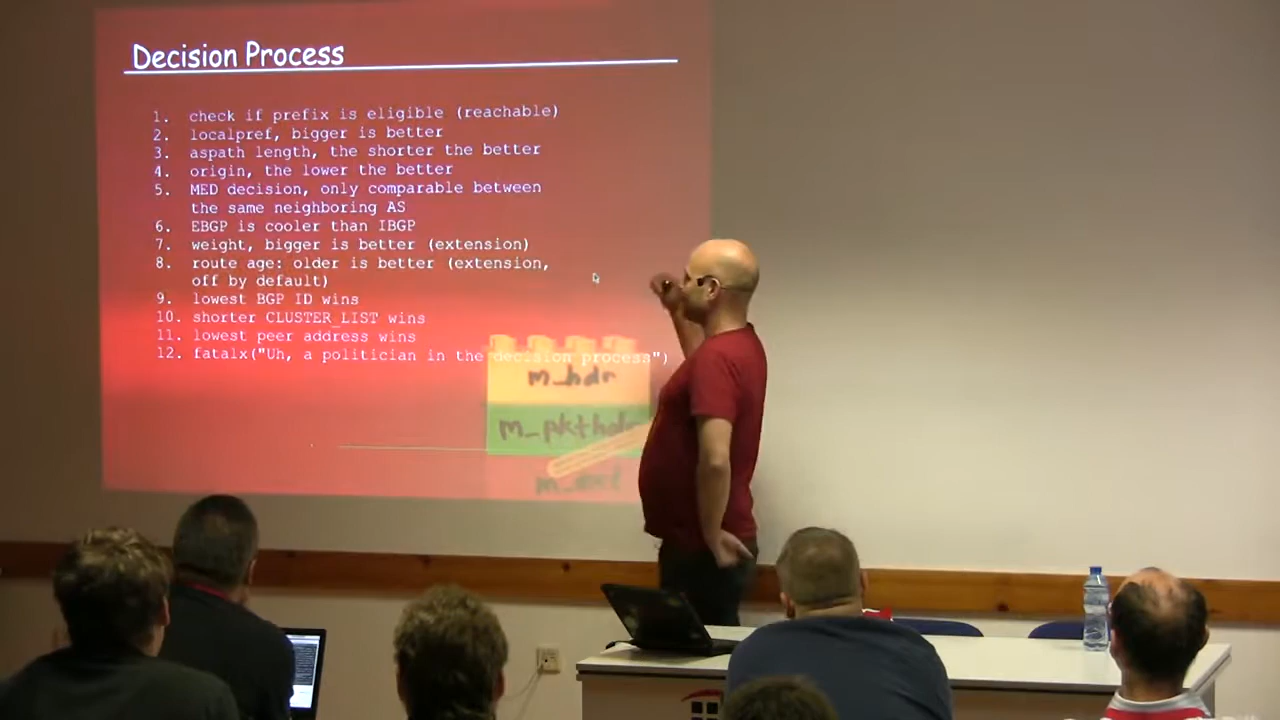 Decision Process
1. check if prefix is eligible (reachable)
2. localpref, bigger is better
3. aspath length, the shorter the better
4. origin, the lower the better
5. MED decision, only comparable between
the same neighboring AS
6. EBGP is cooler than IBGP
7. weight, bigger is better (extension)
8. route age: older is better (extension,
off by default)
9. lowest BGP ID wins
10. shorter CLUSTER_LIST wins
11. lowest peer address wins
12. fatalx("Uh, a politician in the decision process")
m_hdr